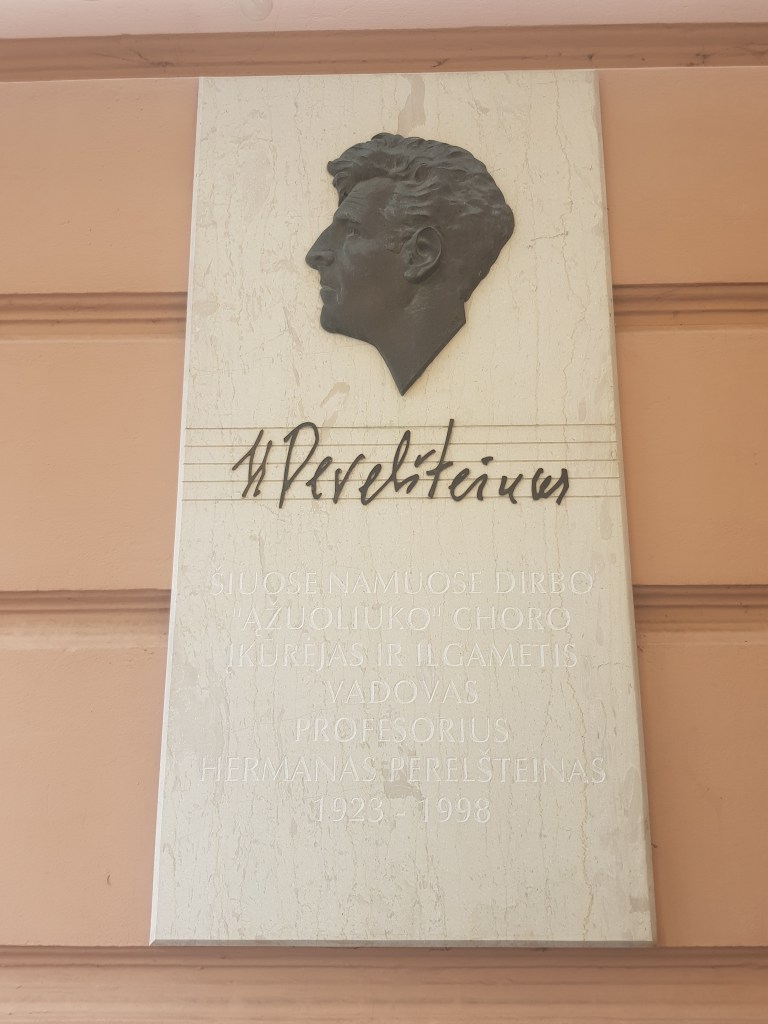 H Perelšteinas
ŠIUOSE NAMUOSE DIRBO
"ĄŽUOLIUKO" CHORO
ĮKŪRĖJAS IR ILGAMETIS
VADOVAS
PROFESORIUS
HERMANAS PERELŠTEINAS
1923 - 1998